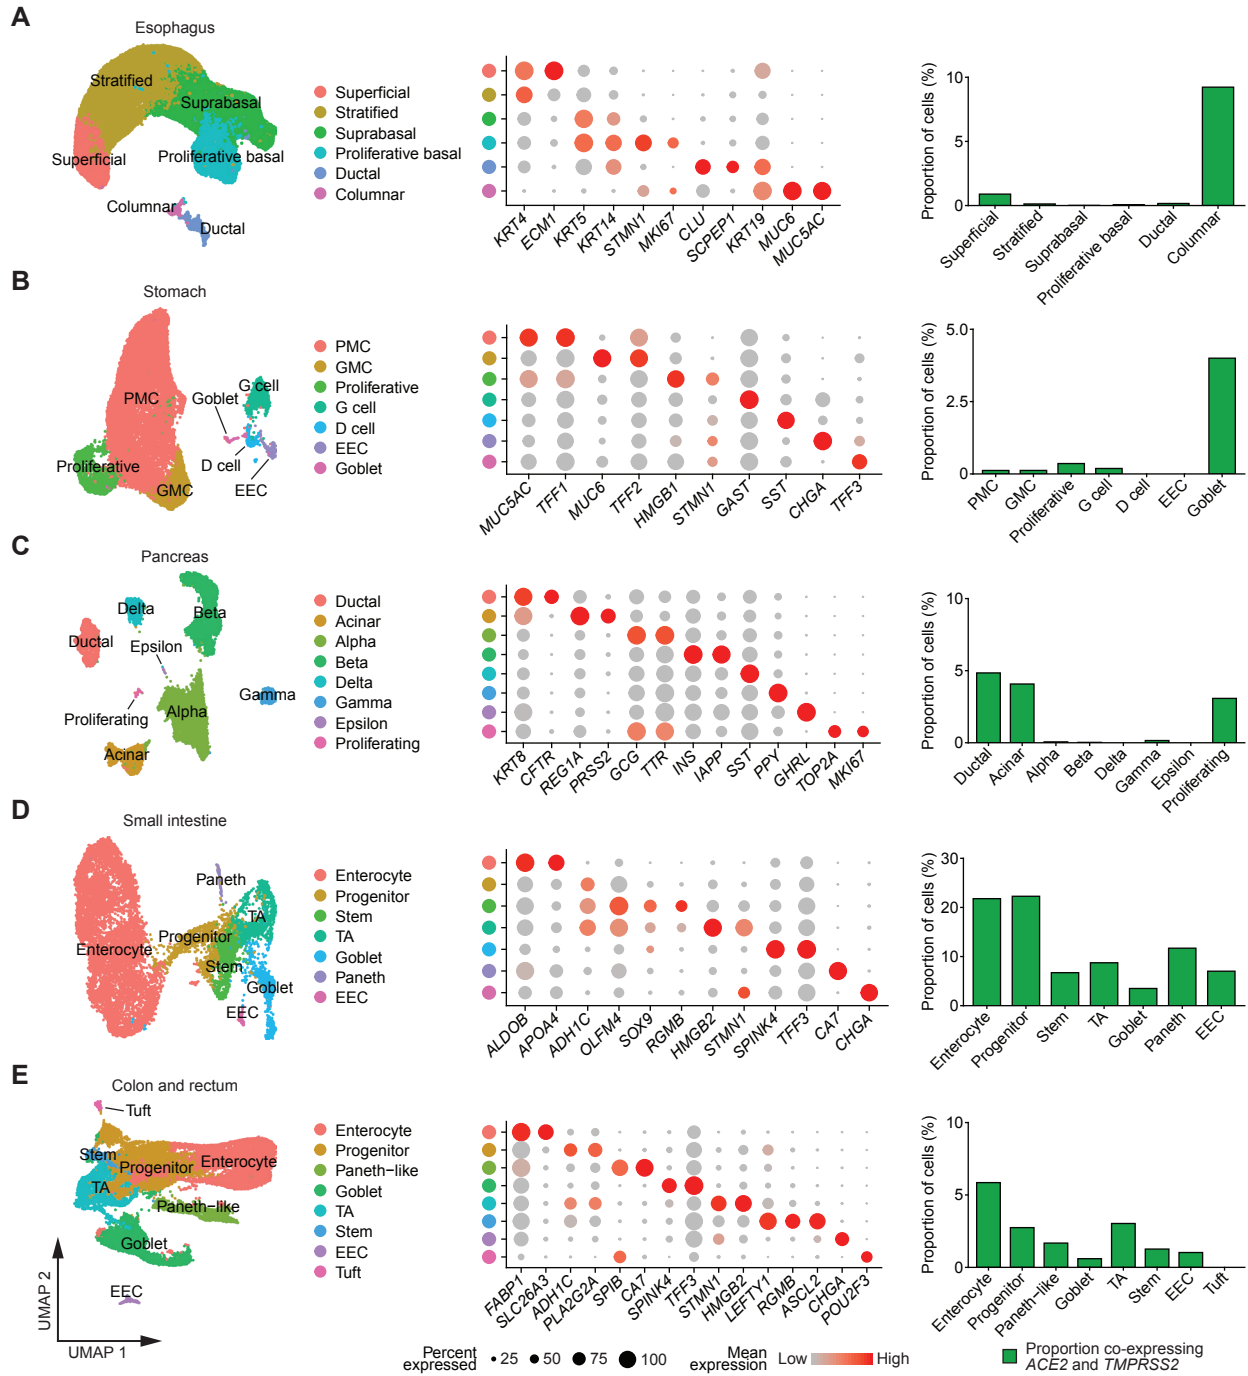 A
Esophagus
Stratified
Suprabasal
Superficial
Proliferative basal
Columnar
Ductal
Superficial
Stratified
Suprabasal
Proliferative basal
Ductal
Columnar
KRT4
ECM1
KRT5
KRT14
STMN1
MKI67
CLU
SCPEP1
KRT19
MUC6
MUC5AC
Proportion of cells (%)
10
5
0
Superficial
Stratified
Suprabasal
Proliferative basal
Ductal
Columnar
B
Stomach
PMC
Goblet
G cell
Proliferative
D cell
GMC
EEC
PMC
GMC
Proliferative
G cell
D cell
EEC
Goblet
MUC5AC
TFF1
MUC6
TFF2
HMGB1
STMN1
GAST
SST
CHGA
TFF3
Proportion of cells (%)
5.0
2.5
0
PMC
GMC
Proliferative
G cell
D cell
EEC
Goblet
C
Pancreas
Delta
Beta
Ductal
Epsilon
Gamma
Proliferating
Alpha
Acinar
Ductal
Acinar
Alpha
Beta
Delta
Gamma
Epsilon
Proliferating
KRT8
CFTR
REG1A
PRSS2
GCG
TTR
INS
IAPP
SST
PPY
GHRL
TOP2A
MKI67
Proportion of cells (%)
10
5
0
Ductal
Acinar
Alpha
Beta
Delta
Gamma
Epsilon
Proliferating
D
Small intestine
Paneth
TA
Progenitor
Enterocyte
Stem
Goblet
EEC
Enterocyte
Progenitor
Stem
TA
Goblet
Paneth
EEC
ALDOB
APOA4
ADH1C
OLFM4
SOX9
RGMB
HMGB2
STMN1
SPINK4
TFF3
CA7
CHGA
Proportion of cells (%)
30
20
10
0
Enterocyte
Progenitor
Stem
TA
Goblet
Paneth
EEC
E
Colon and rectum
Tuft
Stem
Progenitor
Enterocyte
TA
Paneth−like
Goblet
EEC
UMAP 2
UMAP 1
Enterocyte
Progenitor
Paneth−like
Goblet
TA
Stem
EEC
Tuft
FABP1
SLC26A3
ADH1C
PLA2G2A
SPIB
CA7
SPINK4
TFF3
STMN1
HMGB2
LEFTY1
RGMB
ASCL2
CHGA
POU2F3
Proportion of cells (%)
10
5
0
Enterocyte
Progenitor
Paneth−like
Goblet
TA
Stem
EEC
Tuft
Percent
expressed
25
50
75
100
Mean
expression
Low
High
Proportion co-expressing
ACE2 and TMPRSS2